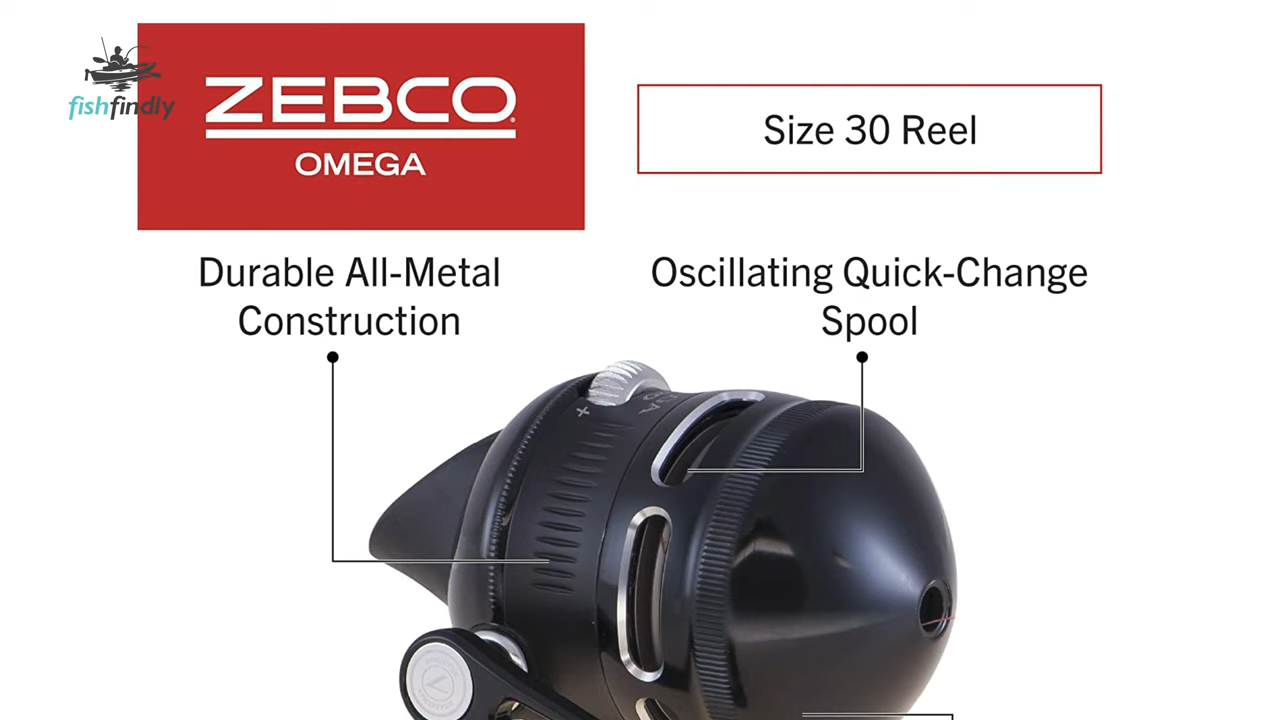 fishfindly
ZEBCO
OMEGA
Size 30 Reel
Durable All-Metal
Construction
Oscillating Quick-Change
Spool
+